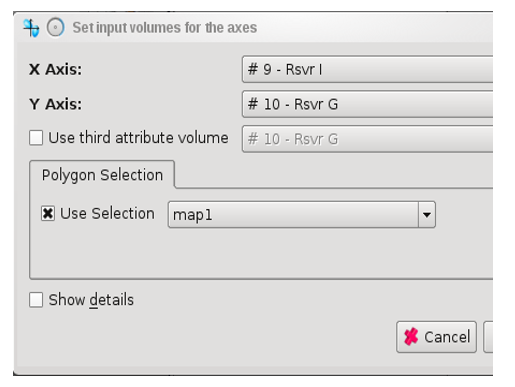 Set input volumes for the axes
X Axis: # 9 - Rsvr I
Y Axis: # 10 - Rsvr G
Use third attribute volume # 10 - Rsvr G
Polygon Selection
Use Selection map1
Show details
Cancel